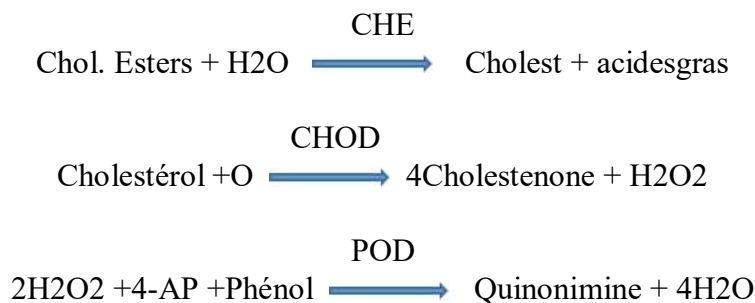 CHE
Chol. Esters + H2O Cholest + acidesgras
CHOD
Cholestérol +O 4Cholestenone + H2O2
POD
2H2O2 +4-AP +Phénol Quinonimine + 4H2O